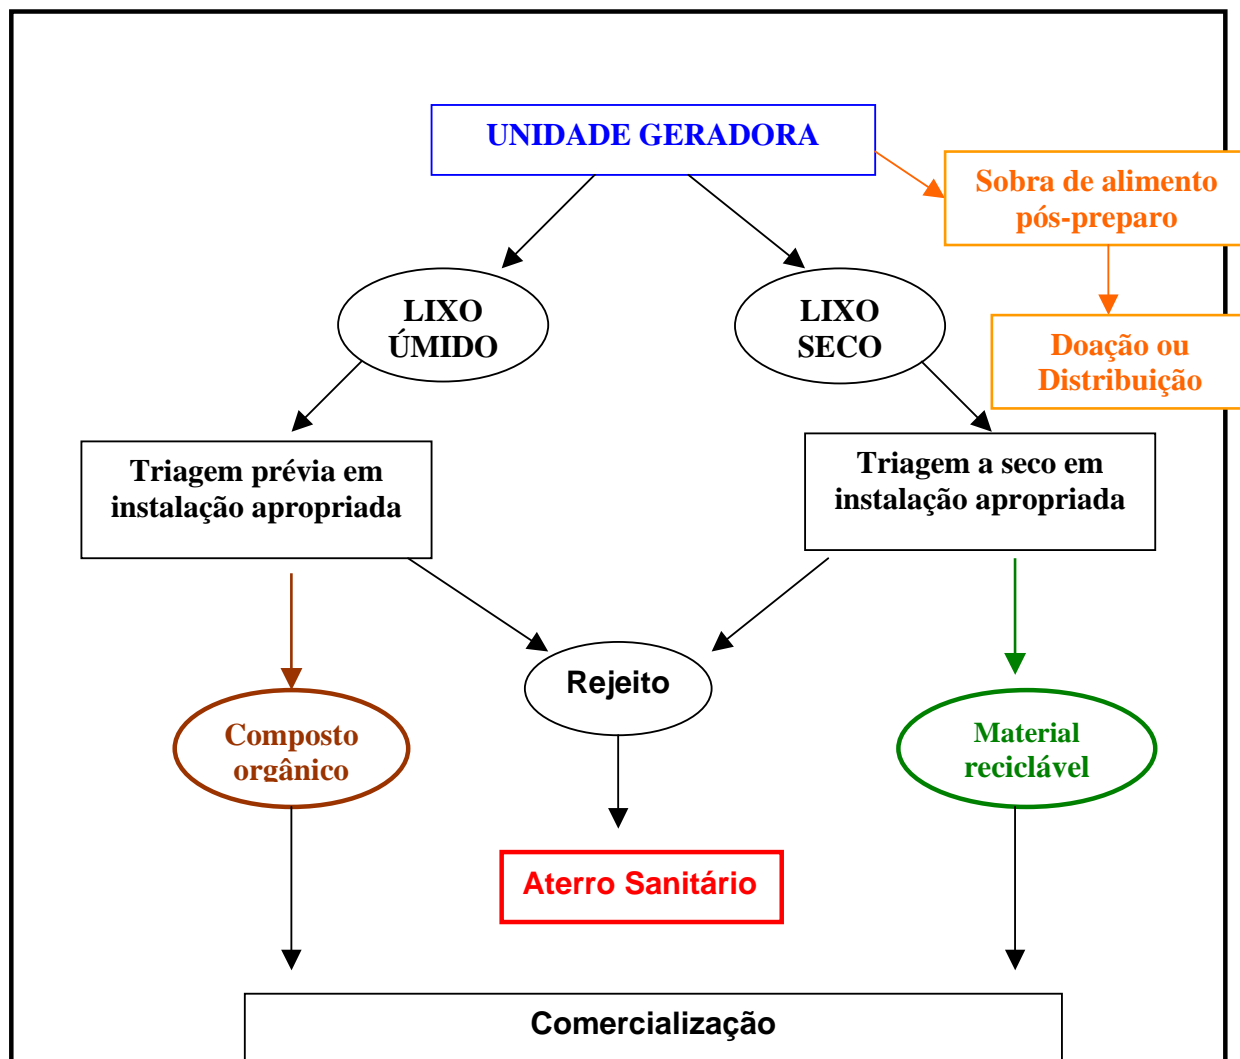 UNIDADE GERADORA
Sobra de alimento
pós-preparo
LIXO
ÚMIDO
LIXO
SECO
Doação ou
Distribuição
Triagem prévia em
instalação apropriada
Triagem a seco em
instalação apropriada
Rejeito
Composto
orgânico
Material
reciclável
Aterro Sanitário
Comercialização